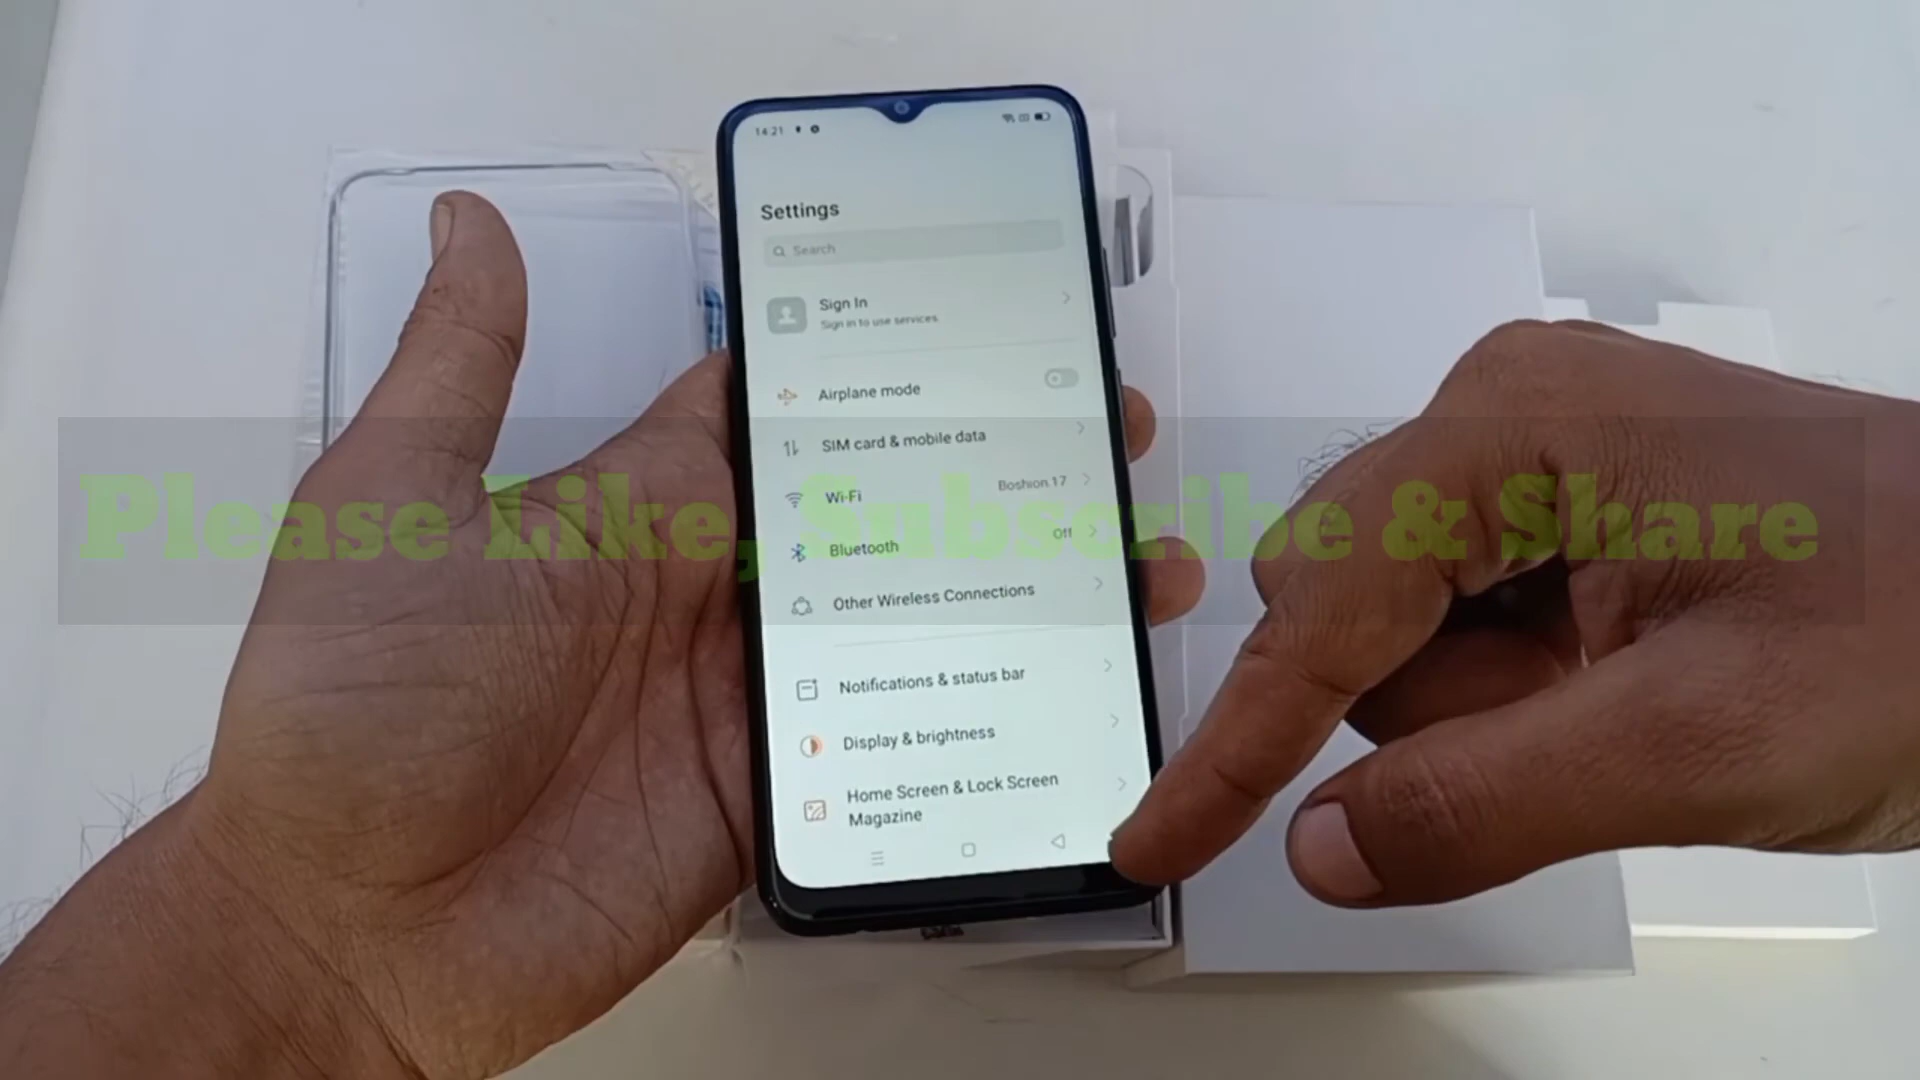 14:21
Settings
Search
Sign In
Sign in to use services.
Airplane mode
SIM card & mobile data
Please Like, Subscribe & Share
Wi-Fi Boshion 17
Bluetooth Off
Other Wireless Connections
Notifications & status bar
Display & brightness
Home Screen & Lock Screen
Magazine